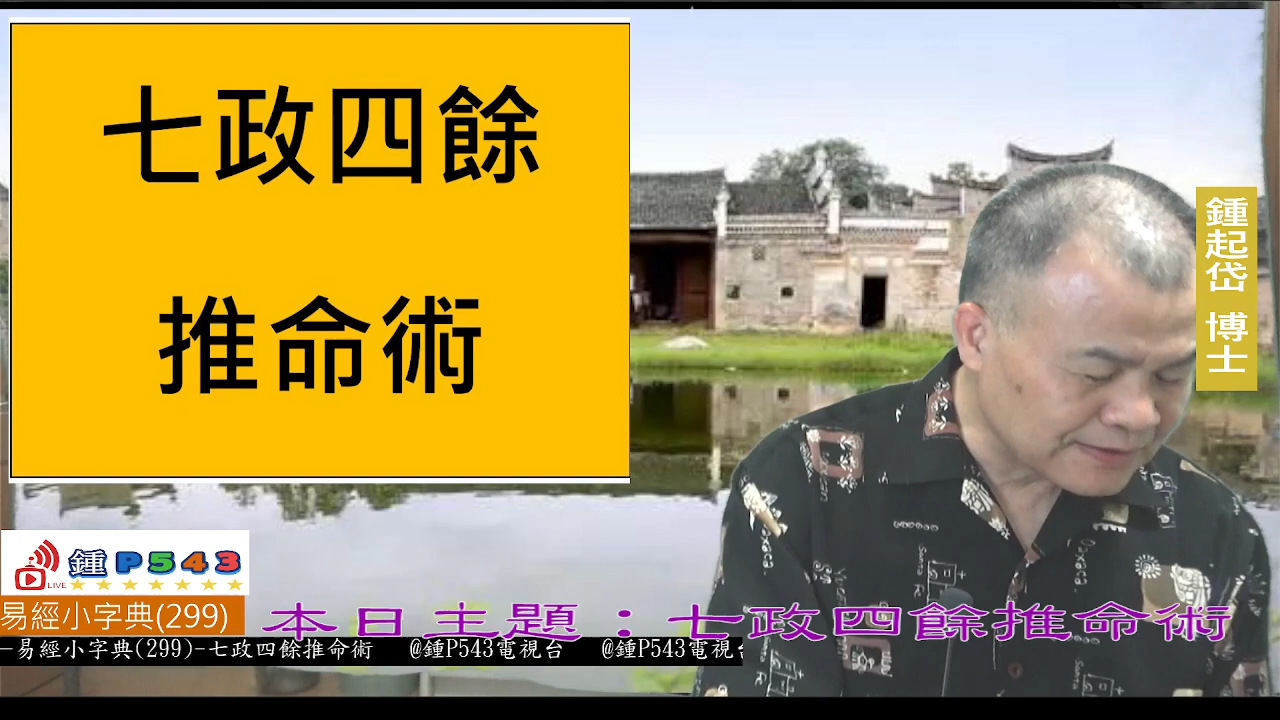 七政四餘
推命術
鍾起岱 博士
LIVE
鍾P543
易經小字典(299)
本日主題：七政四餘推命術
-易經小字典(299)-七政四餘推命術 @鍾P543電視台 @鍾P543電視台
Oaxaca